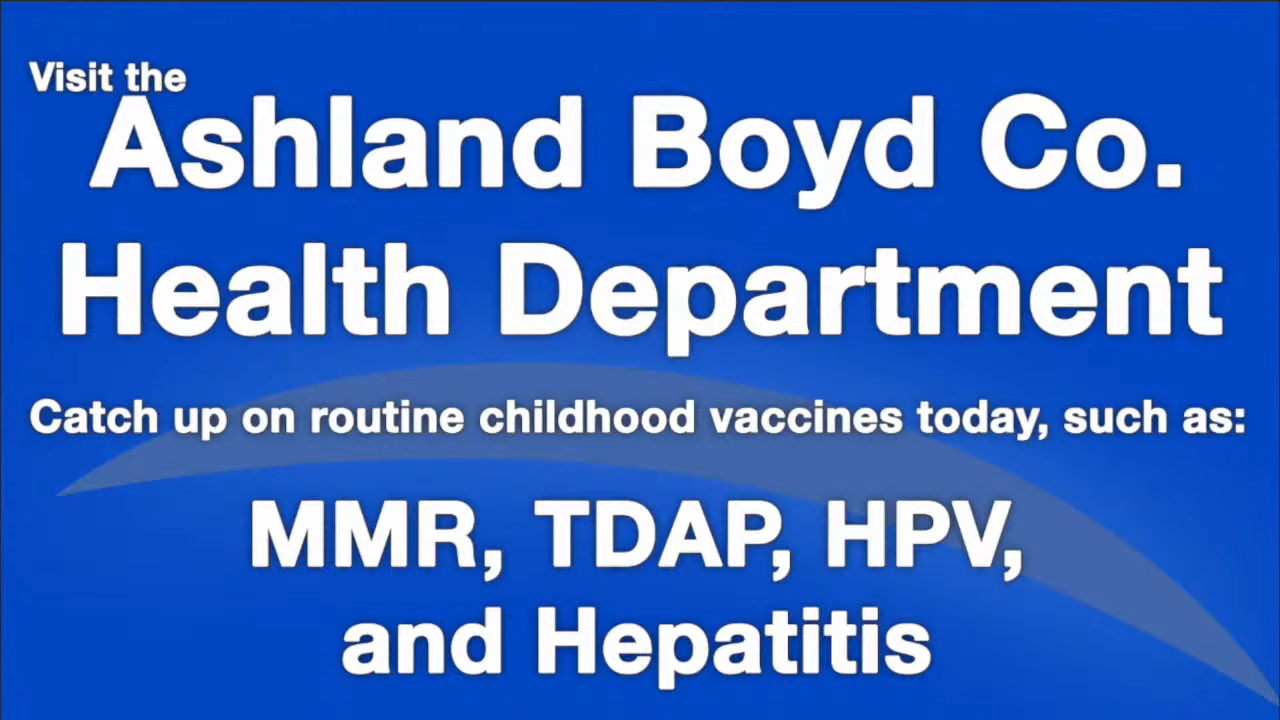 Visit the
Ashland Boyd Co.
Health Department
Catch up on routine childhood vaccines today, such as:
MMR, TDAP, HPV,
and Hepatitis